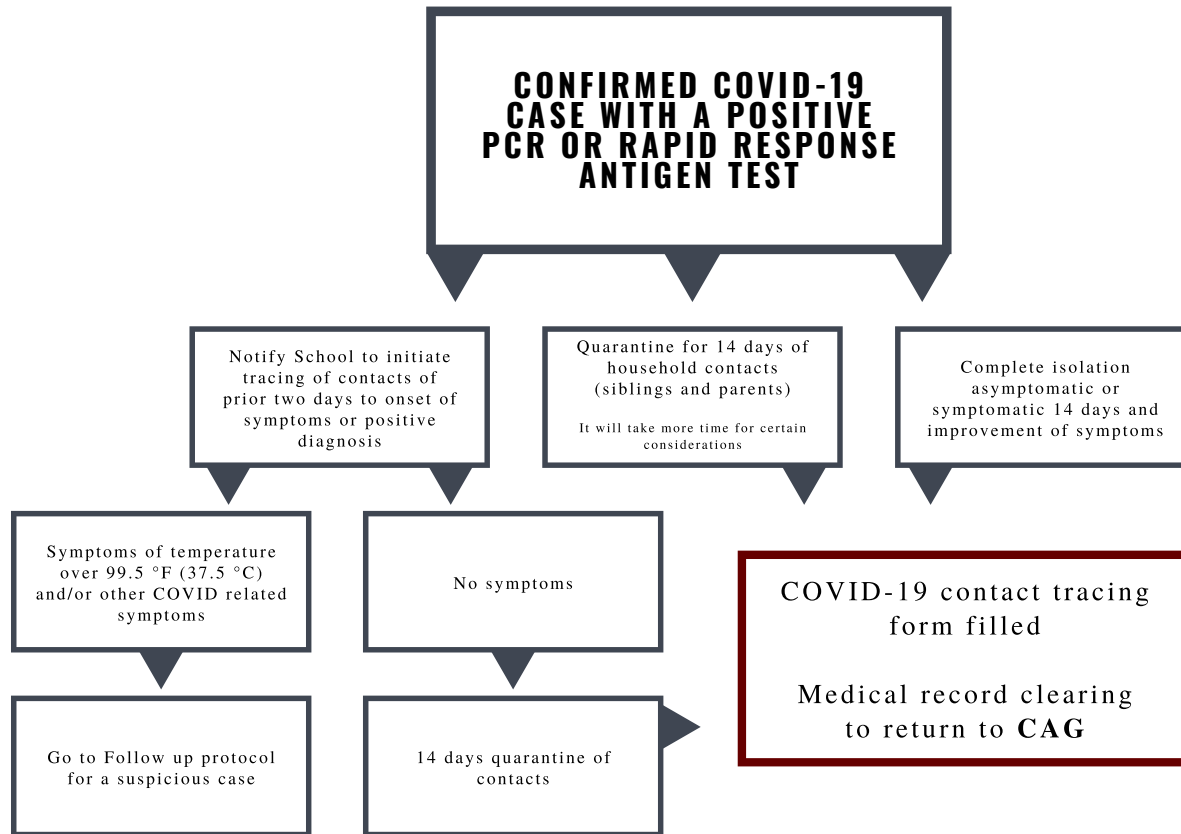 CONFIRMED COVID-19
CASE WITH A POSITIVE
PCR OR RAPID RESPONSE
ANTIGEN TEST
Notify School to initiate
tracing of contacts of
prior two days to onset of
symptoms or positive
diagnosis
Quarantine for 14 days of
household contacts
(siblings and parents)
It will take more time for certain
considerations
Complete isolation
asymptomatic or
symptomatic 14 days and
improvement of symptoms
Symptoms of temperature
over 99.5 °F (37.5 °C)
and/or other COVID related
symptoms
No symptoms
COVID-19 contact tracing
form filled
Medical record clearing
to return to CAG
Go to Follow up protocol
for a suspicious case
14 days quarantine of
contacts